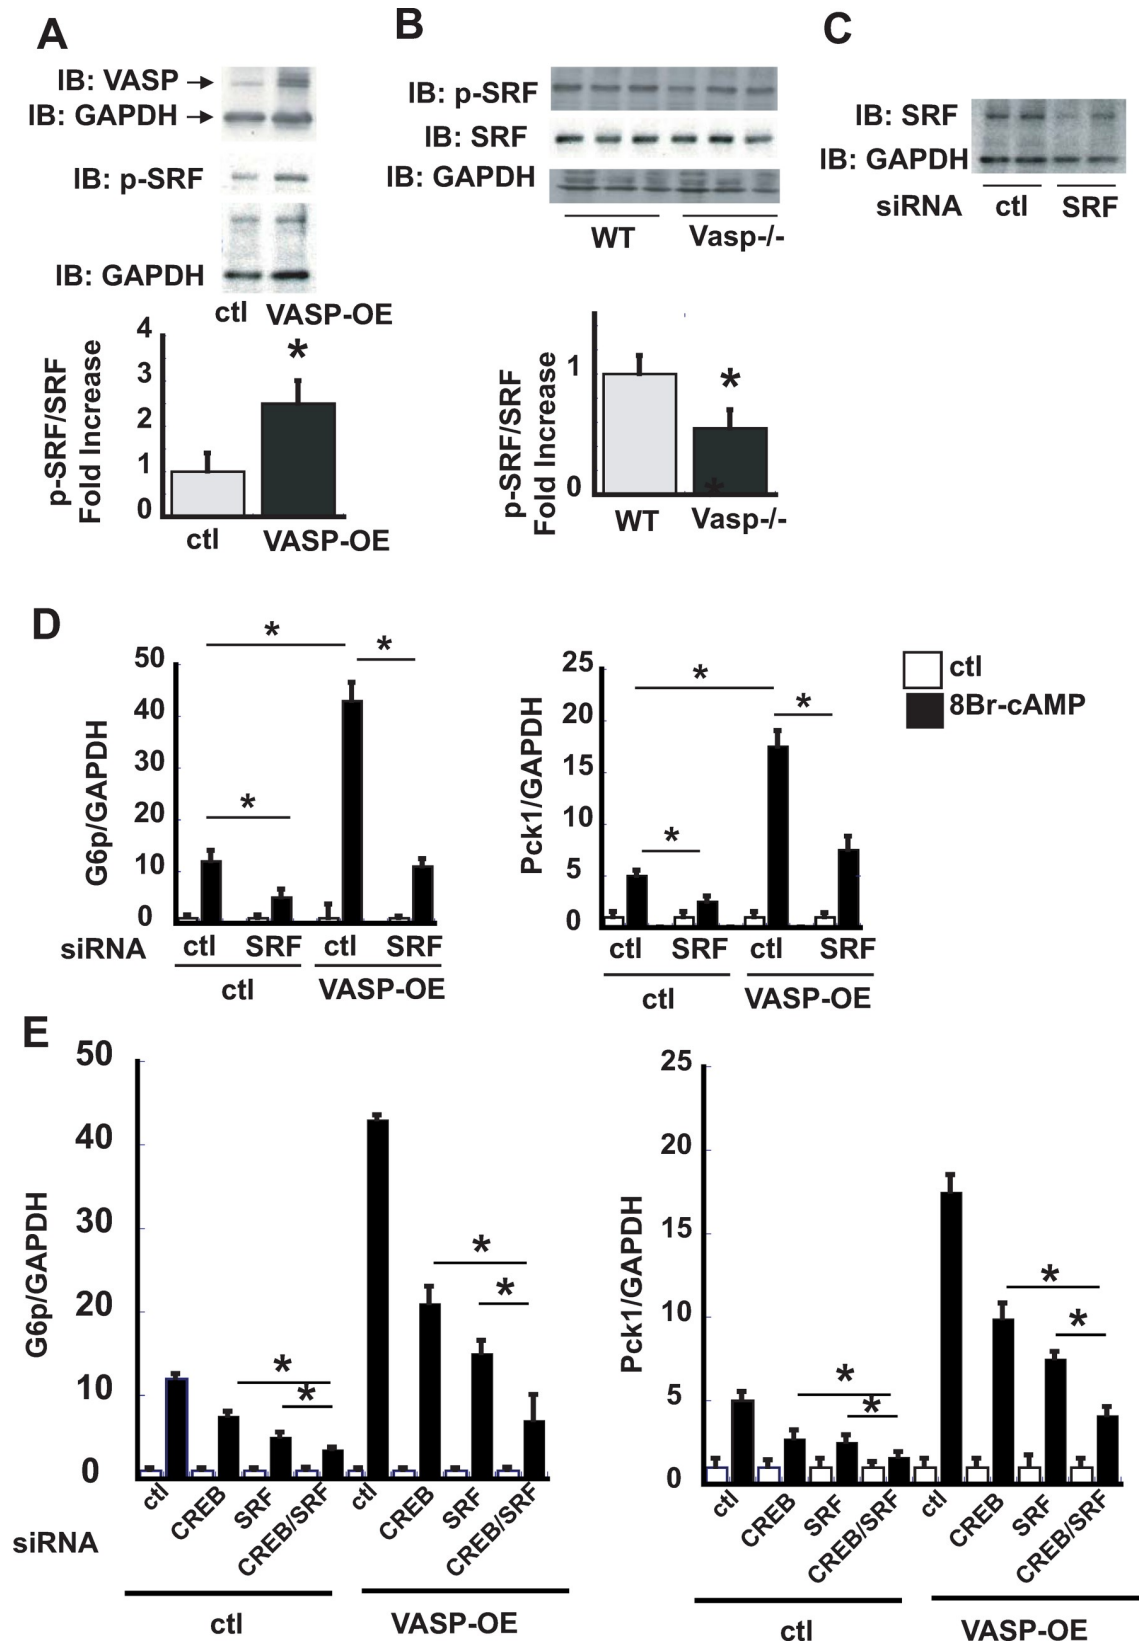 A
IB: VASP
IB: GAPDH
IB: p-SRF
IB: GAPDH
ctl VASP-OE
p-SRF/SRF
Fold Increase
4
3
2
1
0
*
ctl VASP-OE
B
IB: p-SRF
IB: SRF
IB: GAPDH
WT Vasp-/-
p-SRF/SRF
Fold Increase
1
0
*
*
WT Vasp-/-
C
IB: SRF
IB: GAPDH
siRNA ctl SRF
D
G6p/GAPDH
50
40
30
20
10
0
* * *
siRNA ctl SRF ctl SRF
ctl VASP-OE
Pck1/GAPDH
25
20
15
10
5
0
* * *
ctl SRF ctl SRF
ctl VASP-OE
ctl
8Br-cAMP
E
G6p/GAPDH
50
40
30
20
10
0
* * * *
siRNA
ctl CREB SRF CREB/SRF ctl CREB SRF CREB/SRF
ctl VASP-OE
Pck1/GAPDH
25
20
15
10
5
0
* * * *
ctl CREB SRF CREB/SRF ctl CREB SRF CREB/SRF
ctl VASP-OE